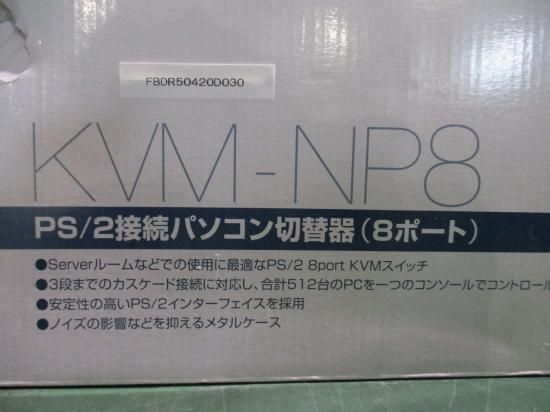 FBDR50420D030
KVM-NP8
PS/2接続パソコン切替器（8ポート）
●Serverルームなどでの使用に最適なPS/2 8port KVMスイッチ
●3段までのカスケード接続に対応し、合計512台のPCを一つのコンソールでコントロール
●安定性の高いPS/2インターフェイスを採用
●ノイズの影響などを抑えるメタルケース